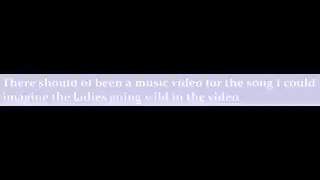 There should of been a music video for the song I could
imagine the ladies going wild in the video